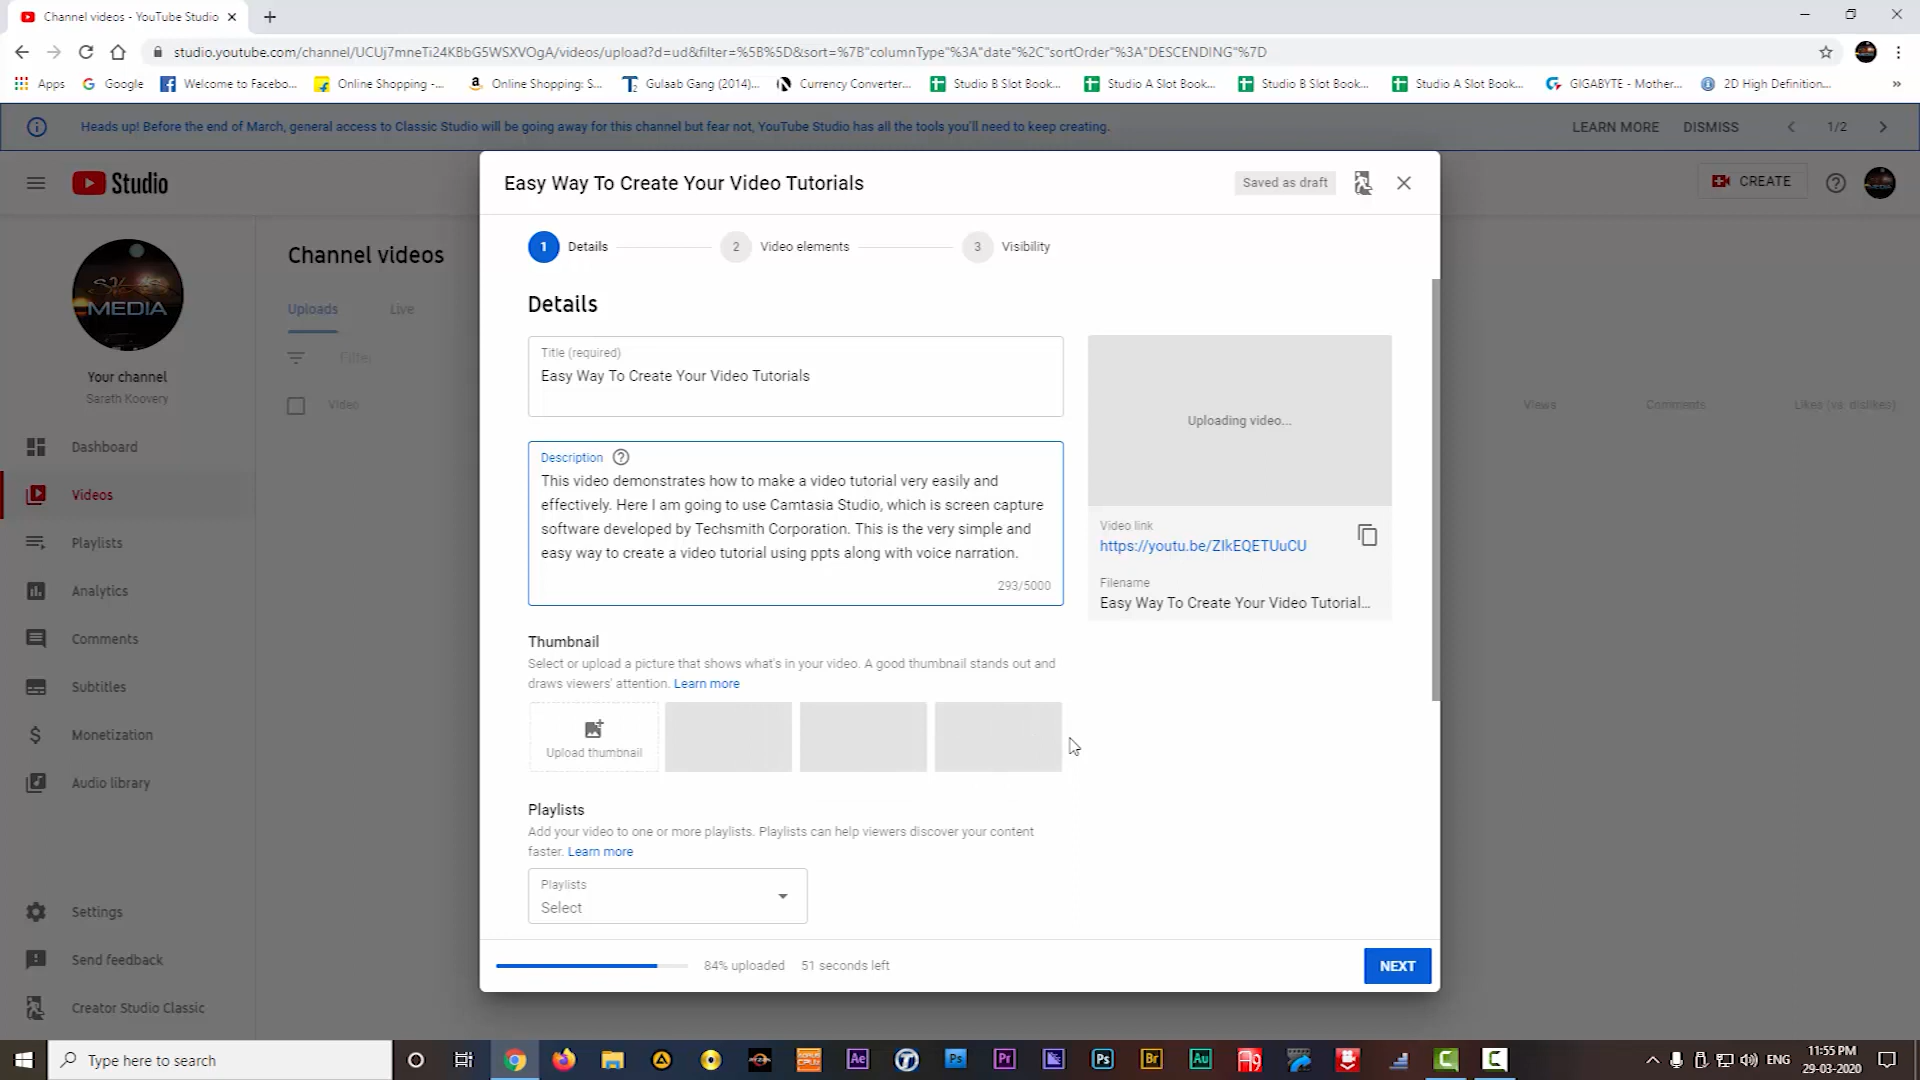 Channel videos - YouTube Studio
studio.youtube.com/channel/UCUj7mneTi24KBbG5WSXVOgA/videos/upload?d=ud&filter=%5B%5D&sort=%7B"columnType"%3A"date"%2C"sortOrder"%3A"DESCENDING"%7D
Apps Google Welcome to Facebo... Online Shopping -... Online Shopping: S... Gulaab Gang (2014)... Currency Converter... Studio B Slot Book... Studio A Slot Book... Studio B Slot Book... Studio A Slot Book... GIGABYTE - Mother... 2D High Definition... »
Heads up! Before the end of March, general access to Classic Studio will be going away for this channel but fear not, YouTube Studio has all the tools you'll need to keep creating. LEARN MORE DISMISS 1/2
Studio
CREATE
MEDIA
Your channel
Sarath Koovery
Dashboard
Videos
Playlists
Analytics
Comments
Subtitles
Monetization
Audio library
Settings
Send feedback
Creator Studio Classic
Channel videos
Uploads Live
Filter
Video Views Comments Likes (vs. dislikes)
Easy Way To Create Your Video Tutorials
Saved as draft
1 Details 2 Video elements 3 Visibility
Details
Title (required)
Easy Way To Create Your Video Tutorials
Description
This video demonstrates how to make a video tutorial very easily and
effectively. Here I am going to use Camtasia Studio, which is screen capture
software developed by Techsmith Corporation. This is the very simple and
easy way to create a video tutorial using ppts along with voice narration.
293/5000
Uploading video...
Video link
https://youtu.be/ZIkEQETUuCU
Filename
Easy Way To Create Your Video Tutorial...
Thumbnail
Select or upload a picture that shows what's in your video. A good thumbnail stands out and
draws viewers' attention. Learn more
Upload thumbnail
Playlists
Add your video to one or more playlists. Playlists can help viewers discover your content
faster. Learn more
Playlists
Select
84% uploaded 51 seconds left
NEXT
Type here to search
Ae Ps Pr Ps Br Au
ENG
11:55 PM
29-03-2020